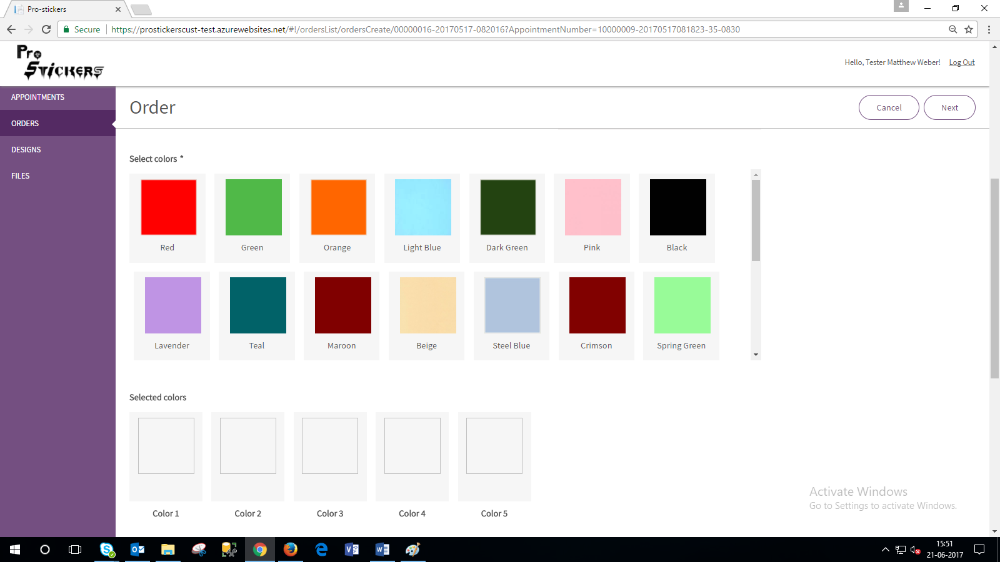 Pro-stickers
Secure
https://prostickerscust-test.azurewebsites.net/#!/ordersList/ordersCreate/00000016-20170517-082016?AppointmentNumber=10000009-20170517081823-35-0830
Pro
Stickers
Hello, Tester Matthew Weber! Log Out
APPOINTMENTS
ORDERS
DESIGNS
FILES
Order
Cancel Next
Select colors *
Red Green Orange Light Blue Dark Green Pink Black
Lavender Teal Maroon Beige Steel Blue Crimson Spring Green
Selected colors
Color 1 Color 2 Color 3 Color 4 Color 5
Activate Windows
Go to Settings to activate Windows.
15:51
21-06-2017